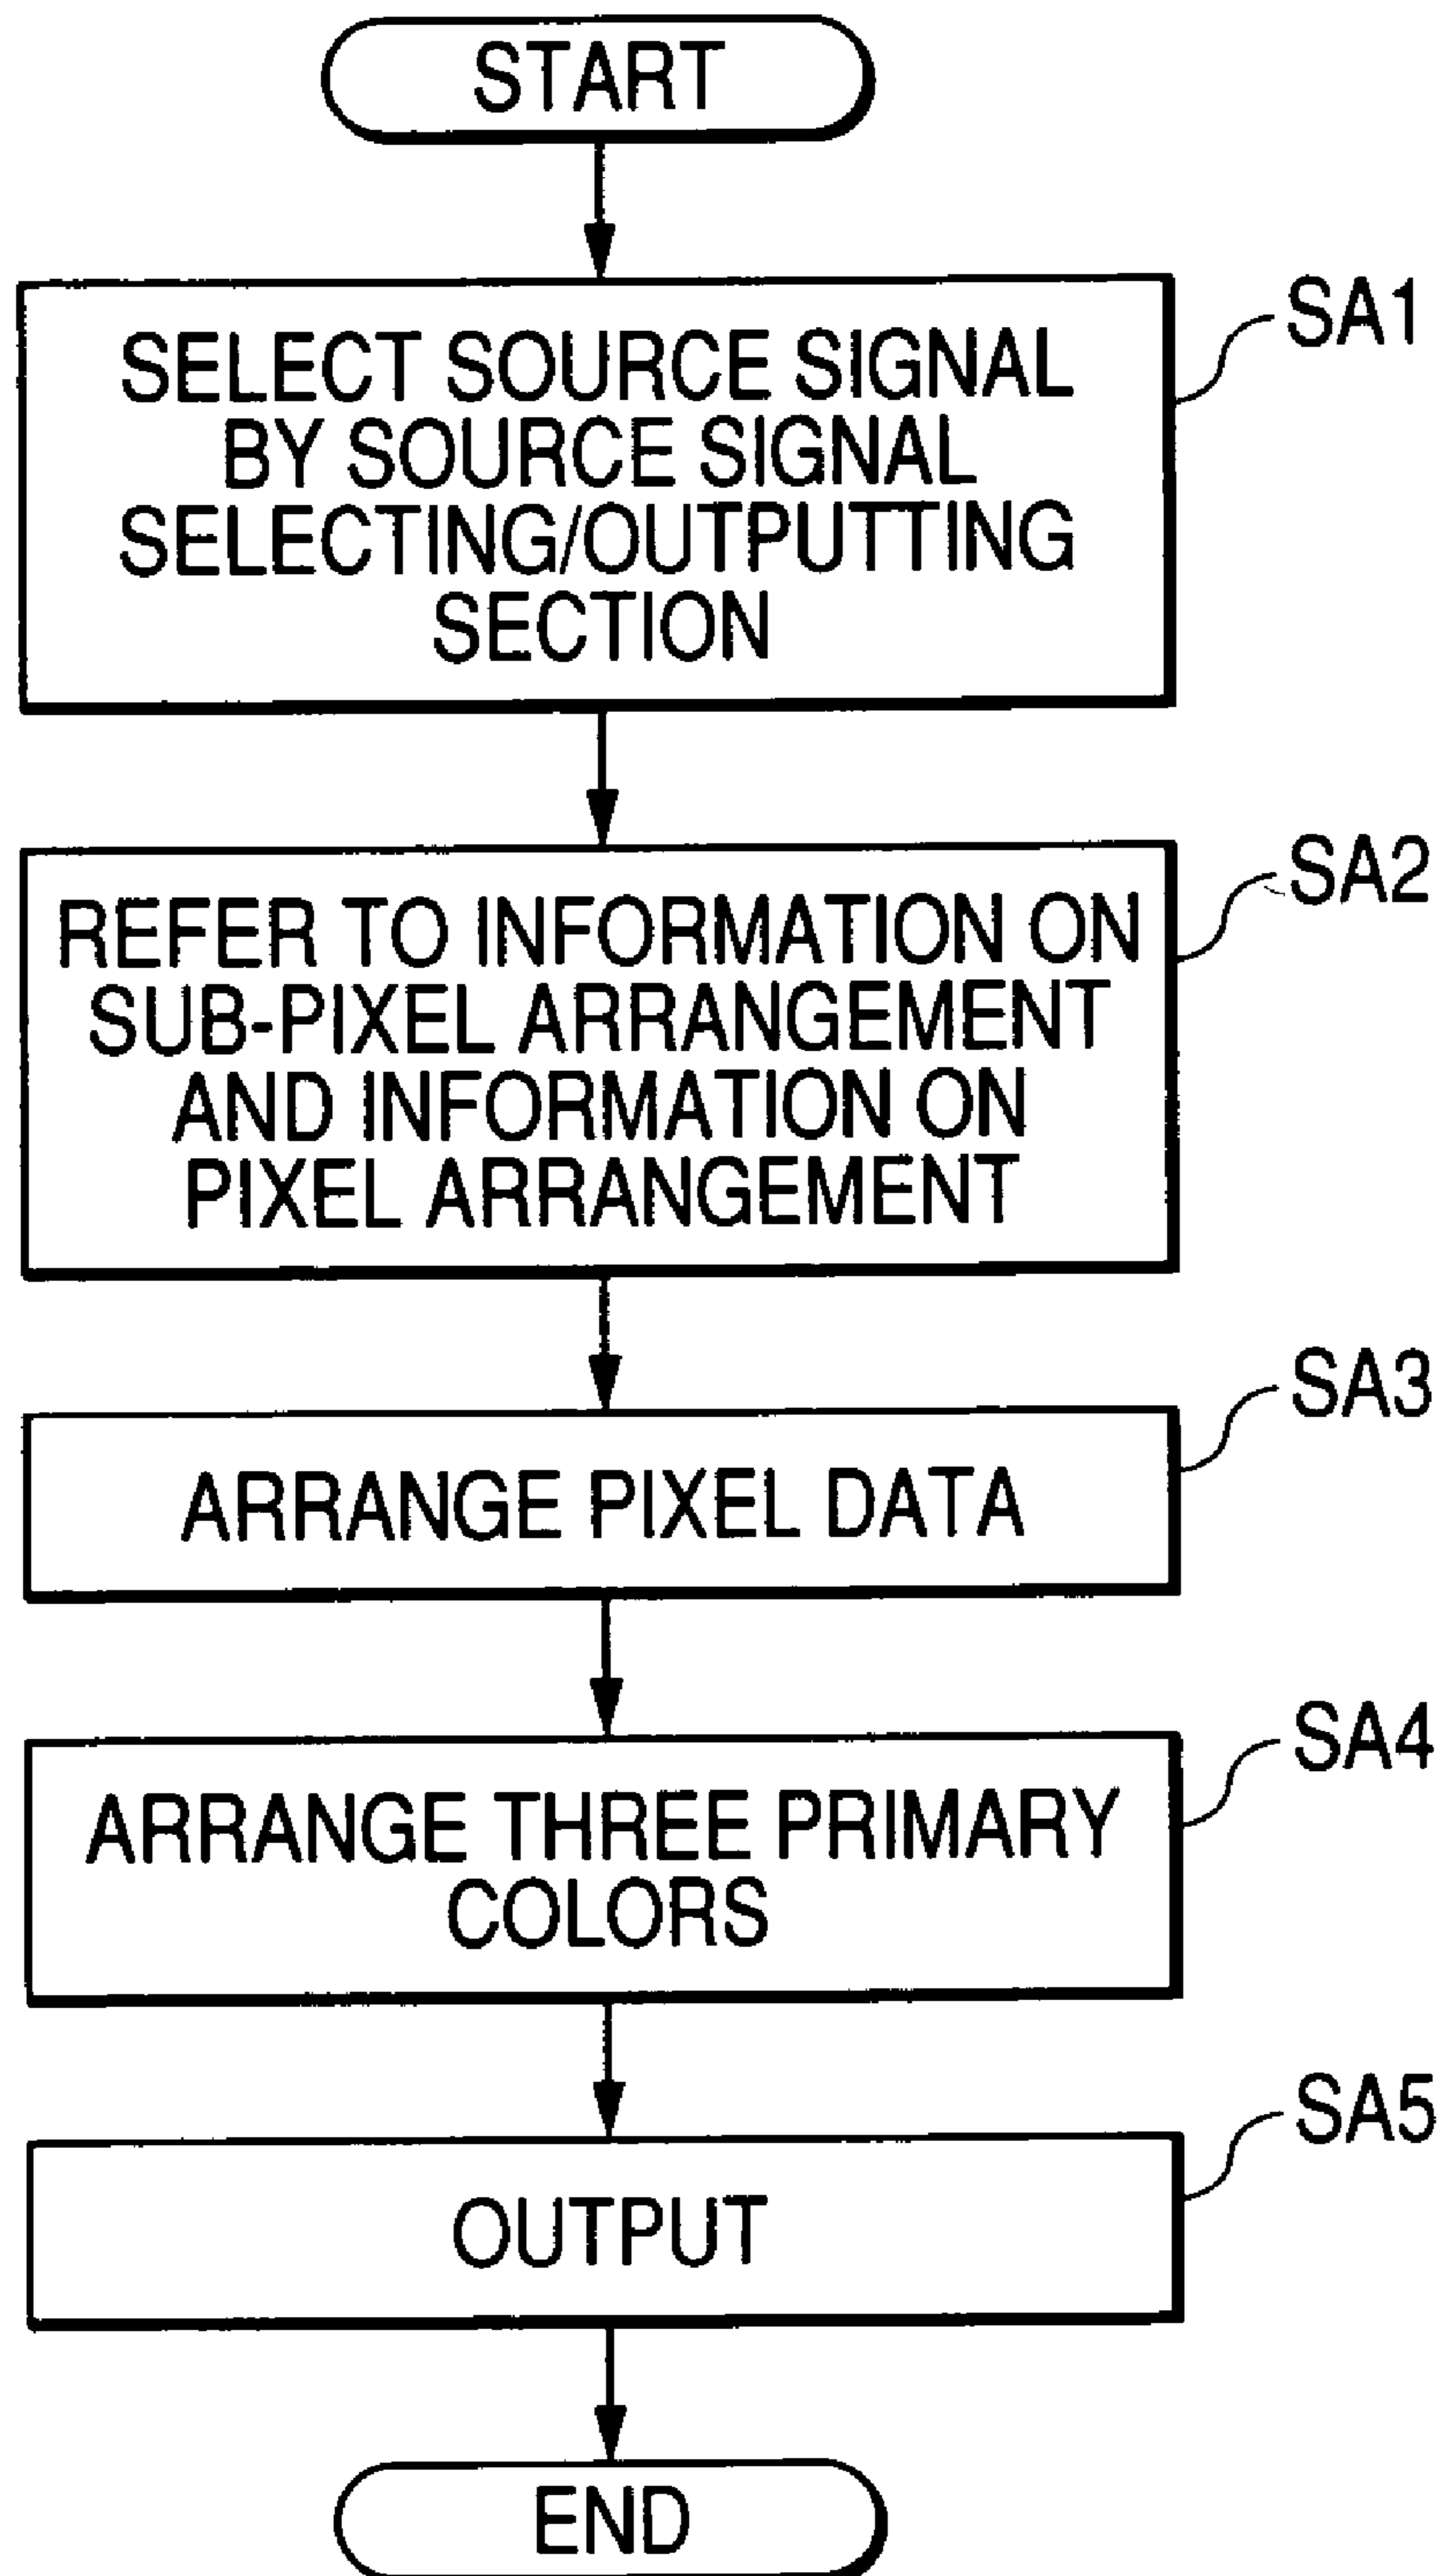 START
SELECT SOURCE SIGNAL
BY SOURCE SIGNAL
SELECTING/OUTPUTTING
SECTION
SA1
REFER TO INFORMATION ON
SUB-PIXEL ARRANGEMENT
AND INFORMATION ON
PIXEL ARRANGEMENT
SA2
ARRANGE PIXEL DATA
SA3
ARRANGE THREE PRIMARY
COLORS
SA4
OUTPUT
SA5
END